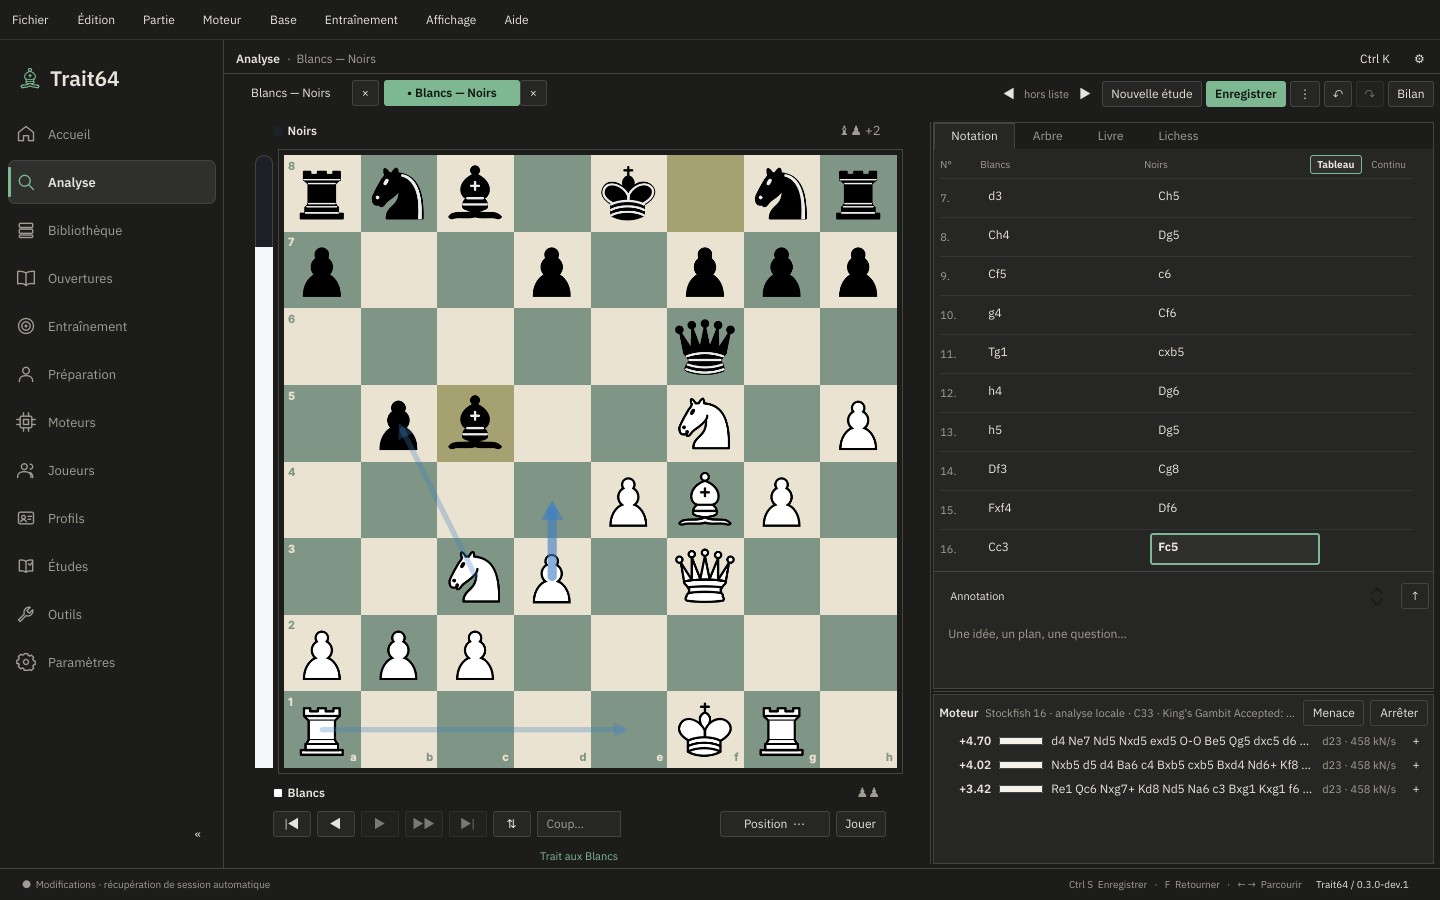 Fichier Édition Partie Moteur Base Entraînement Affichage Aide
Trait64
Accueil
Analyse
Bibliothèque
Ouvertures
Entraînement
Préparation
Moteurs
Joueurs
Profils
Études
Outils
Paramètres
«
Analyse · Blancs — Noirs
Ctrl K
Blancs — Noirs ×
• Blancs — Noirs ×
hors liste
Nouvelle étude
Enregistrer
Bilan
Noirs
+2
8
7
6
5
4
3
2
1
a b c d e f g h
Blancs
Coup...
Position ···
Jouer
Trait aux Blancs
Notation Arbre Livre Lichess
N° Blancs Noirs Tableau Continu
7. d3 Ch5
8. Ch4 Dg5
9. Cf5 c6
10. g4 Cf6
11. Tg1 cxb5
12. h4 Dg6
13. h5 Dg5
14. Df3 Cg8
15. Fxf4 Df6
16. Cc3 Fc5
Annotation ↑
Une idée, un plan, une question...
Moteur Stockfish 16 · analyse locale · C33 · King's Gambit Accepted: ... Menace Arrêter
+4.70 d4 Ne7 Nd5 Nxd5 exd5 O-O Be5 Qg5 dxc5 d6 ... d23 · 458 kN/s +
+4.02 Nxb5 d5 d4 Ba6 c4 Bxb5 cxb5 Bxd4 Nd6+ Kf8 ... d23 · 458 kN/s +
+3.42 Re1 Qc6 Nxg7+ Kd8 Nd5 Na6 c3 Bxg1 Kxg1 f6 ... d23 · 458 kN/s +
Modifications · récupération de session automatique
Ctrl S Enregistrer · F Retourner · ←→ Parcourir Trait64 / 0.3.0-dev.1